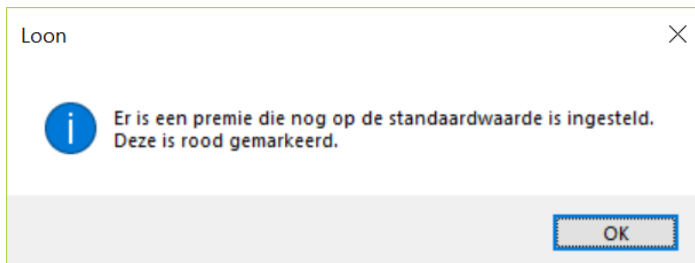 Loon
Er is een premie die nog op de standaardwaarde is ingesteld.
Deze is rood gemarkeerd.
OK